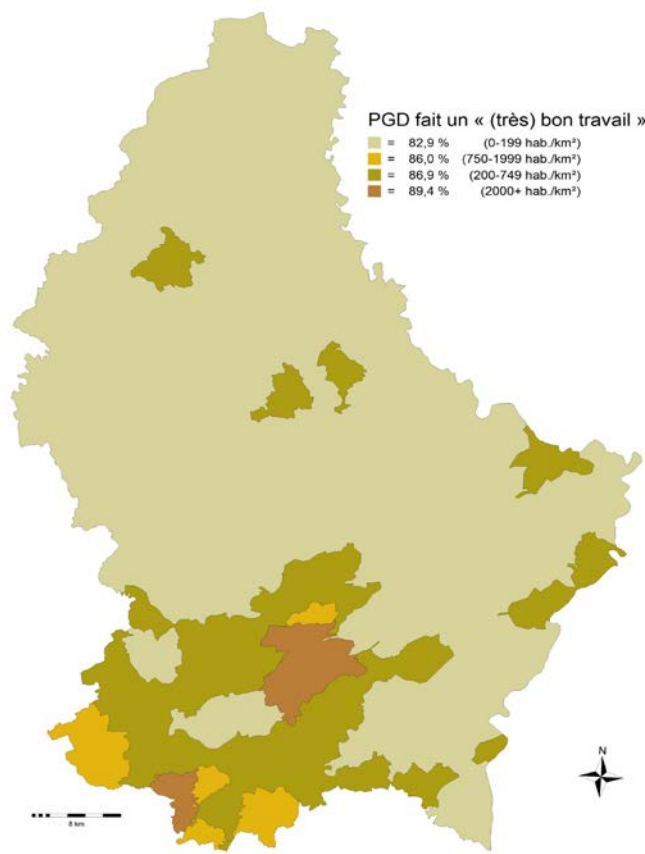 PGD fait un « (très) bon travail »
= 82,9 % (0-199 hab./km²)
= 86,0 % (750-1999 hab./km²)
= 86,9 % (200-749 hab./km²)
= 89,4 % (2000+ hab./km²)
N
8 km